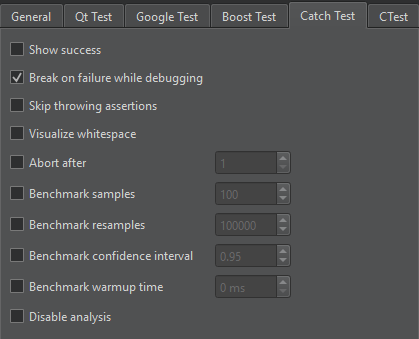 General Qt Test Google Test Boost Test Catch Test CTest
Show success
Break on failure while debugging
Skip throwing assertions
Visualize whitespace
Abort after 1
Benchmark samples 100
Benchmark resamples 100000
Benchmark confidence interval 0.95
Benchmark warmup time 0 ms
Disable analysis